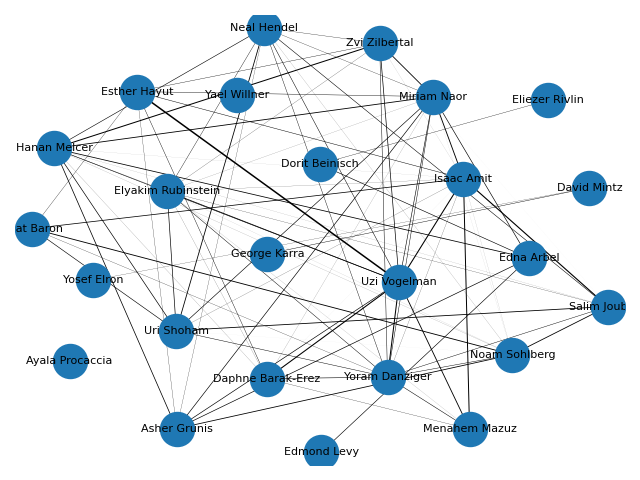 Neal Hendel
Zvi Zilbertal
Esther Hayut
Yael Willner
Miriam Naor
Eliezer Rivlin
Hanan Melcer
Dorit Beinisch
Isaac Amit
Elyakim Rubinstein
David Mintz
at Baron
George Karra
Edna Arbel
Yosef Elron
Uzi Vogelman
Salim Jout
Uri Shoham
Noam Sohlberg
Ayala Procaccia
Daphne Barak-Erez
Yoram Danziger
Asher Grunis
Menahem Mazuz
Edmond Levy